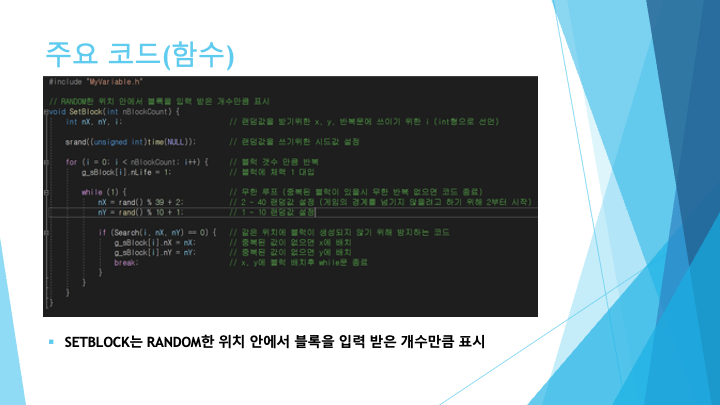 주요 코드(함수)
#include "MyVariable.h"
// RANDOM한 위치 안에서 블록을 입력 받은 개수만큼 표시
void SetBlock(int nBlockCount) {
int nX, nY, i; // 랜덤값을 받기위한 x, y, 반복문에 쓰이기 위한 i (int형으로 선언)
srand((unsigned int)time(NULL)); // 랜덤값을 쓰기위한 시드값 설정
for (i = 0; i < nBlockCount; i++) { // 블럭 갯수 만큼 반복
g_sBlock[i].nLife = 1; // 블럭에 체력 1 대입
while (1) { // 무한 루프 (중복된 블럭이 있을시 무한 반복 없으면 코드 종료)
nX = rand() % 39 + 2; // 2 ~ 40 랜덤값 설정 (게임의 경계를 넘기지 않을려고 하기 위해 2부터 시작)
nY = rand() % 10 + 1; // 1 ~ 10 랜덤값 설정
if (Search(i, nX, nY) == 0) { // 같은 위치에 블럭이 생성되지 않기 위해 방지하는 코드
g_sBlock[i].nX = nX; // 중복된 값이 없으면 x에 배치
g_sBlock[i].nY = nY; // 중복된 값이 없으면 y에 배치
break; // x, y에 블럭 배치후 while문 종료
}
}
}
}
SETBLOCK는 RANDOM한 위치 안에서 블록을 입력 받은 개수만큼 표시